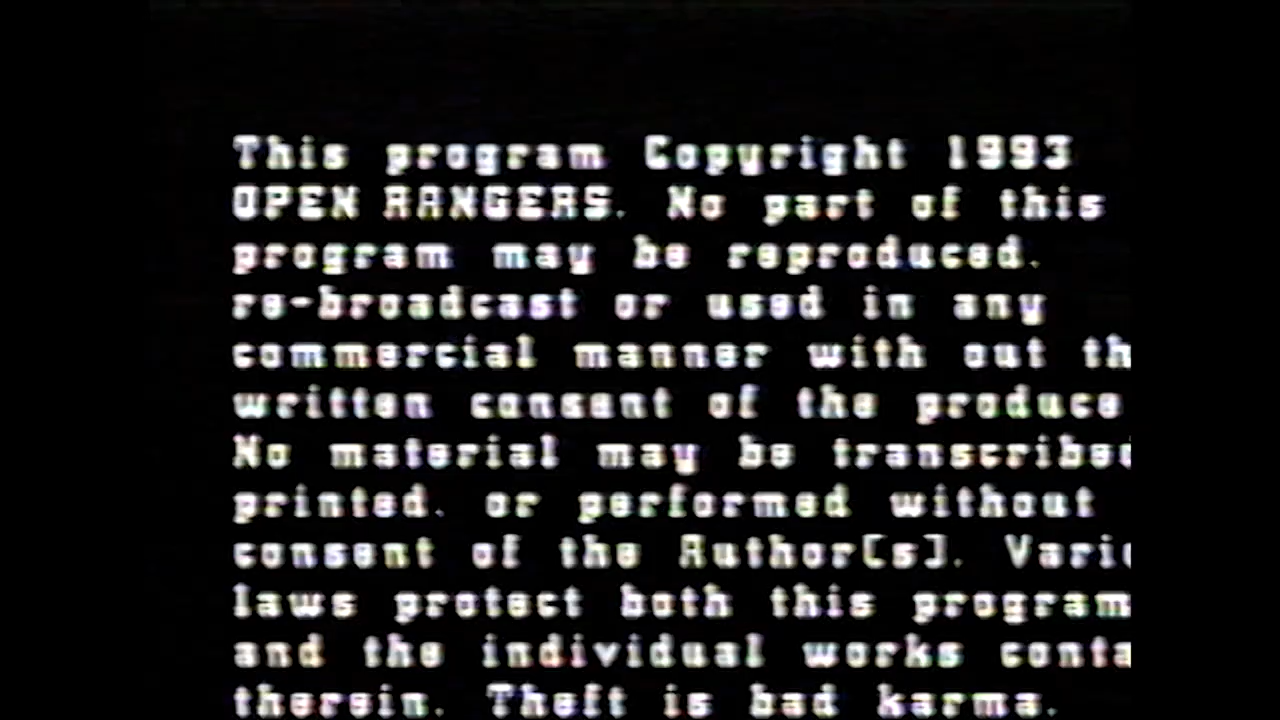 This program Copyright 1993
OPEN RANGERS. No part of this
program may be reproduced.
re-broadcast or used in any
commercial manner with out th
written consent of the produce
No material may be transcribed
printed. or performed without
consent of the Author[s]. Vario
laws protect both this program
and the individual works conta
therein. Theft is bad karma.